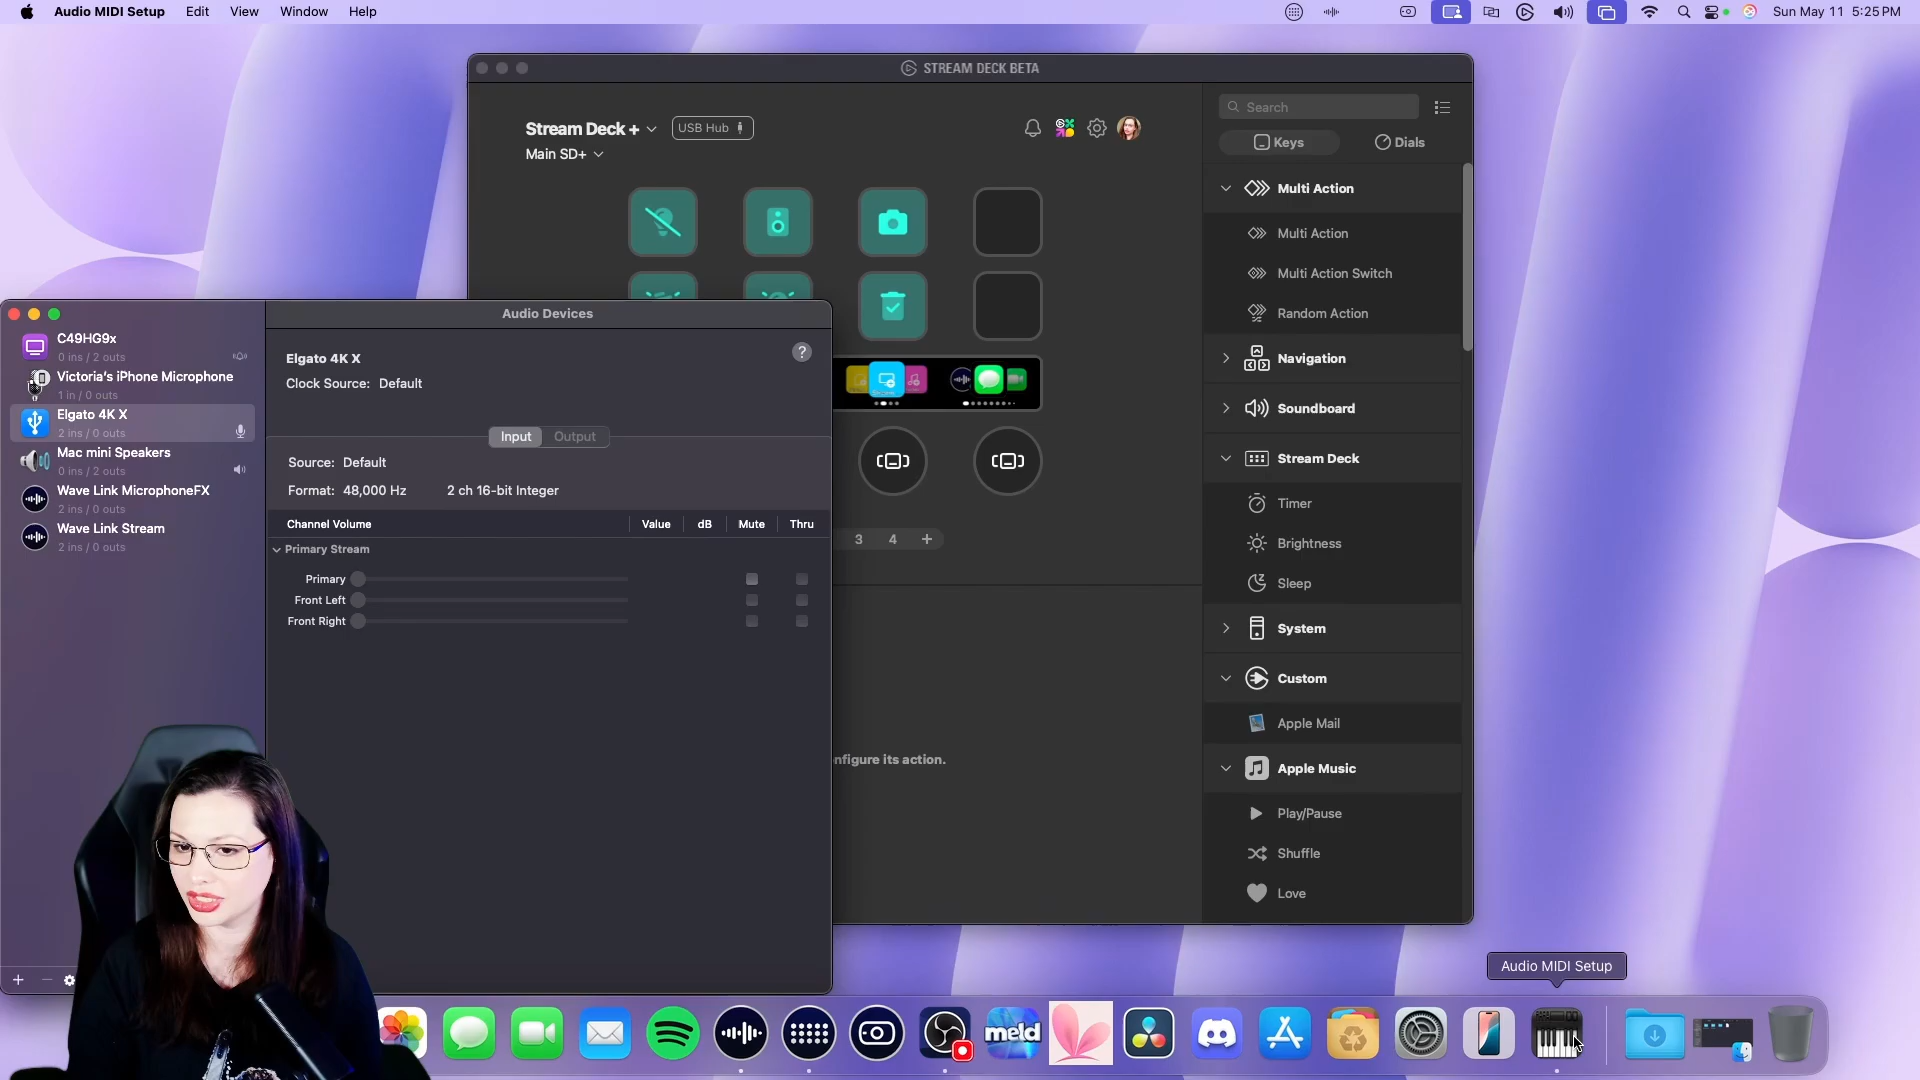 Audio MIDI Setup Edit View Window Help
Sun May 11 5:25 PM
STREAM DECK BETA
Stream Deck +
USB Hub
Main SD+
Search
Keys
Dials
Multi Action
Multi Action
Multi Action Switch
Random Action
Navigation
Soundboard
Stream Deck
Timer
Brightness
Sleep
System
Custom
Apple Mail
Apple Music
Play/Pause
Shuffle
Love
3 4 +
nfigure its action.
Audio Devices
C49HG9x
0 ins / 2 outs
Victoria's iPhone Microphone
1 in / 0 outs
Elgato 4K X
2 ins / 0 outs
Mac mini Speakers
0 ins / 2 outs
Wave Link MicrophoneFX
2 ins / 0 outs
Wave Link Stream
2 ins / 0 outs
Elgato 4K X
?
Clock Source: Default
Input Output
Source: Default
Format: 48,000 Hz 2 ch 16-bit Integer
Channel Volume Value dB Mute Thru
Primary Stream
Primary
Front Left
Front Right
Audio MIDI Setup
meld